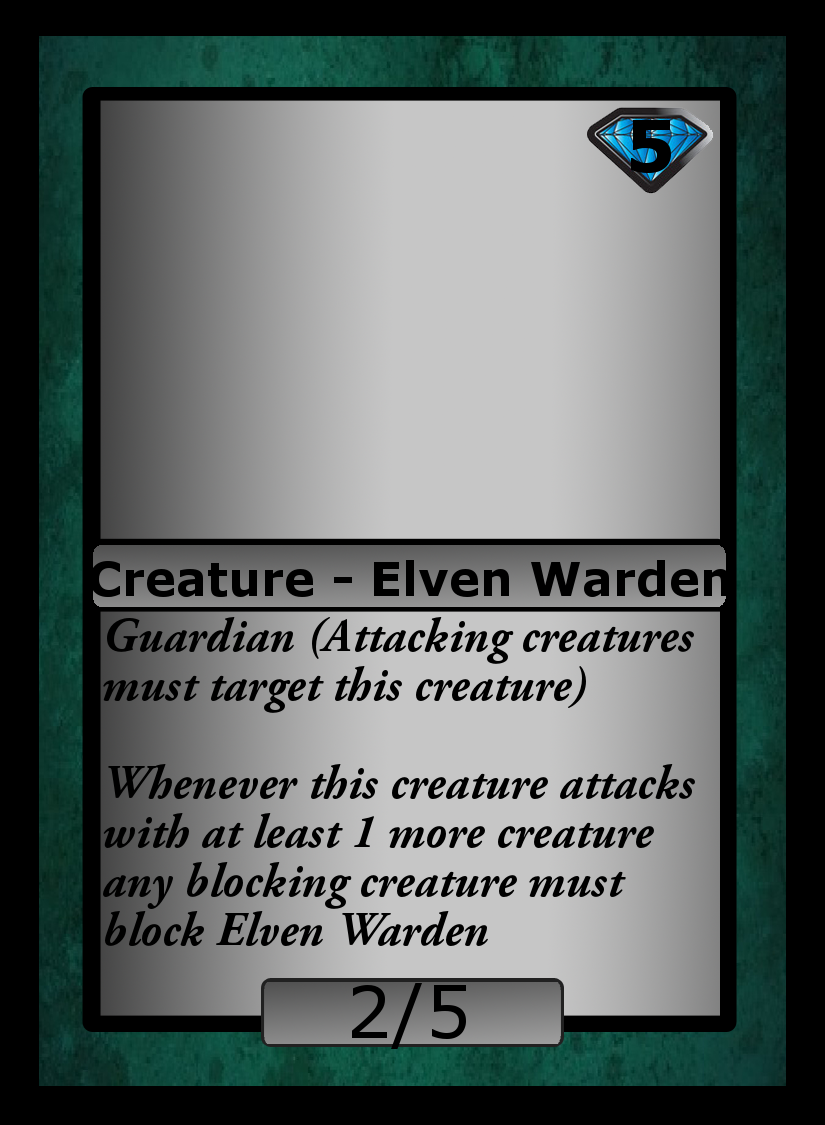 5
Creature - Elven Warden
Guardian (Attacking creatures
must target this creature)
Whenever this creature attacks
with at least 1 more creature
any blocking creature must
block Elven Warden
2/5